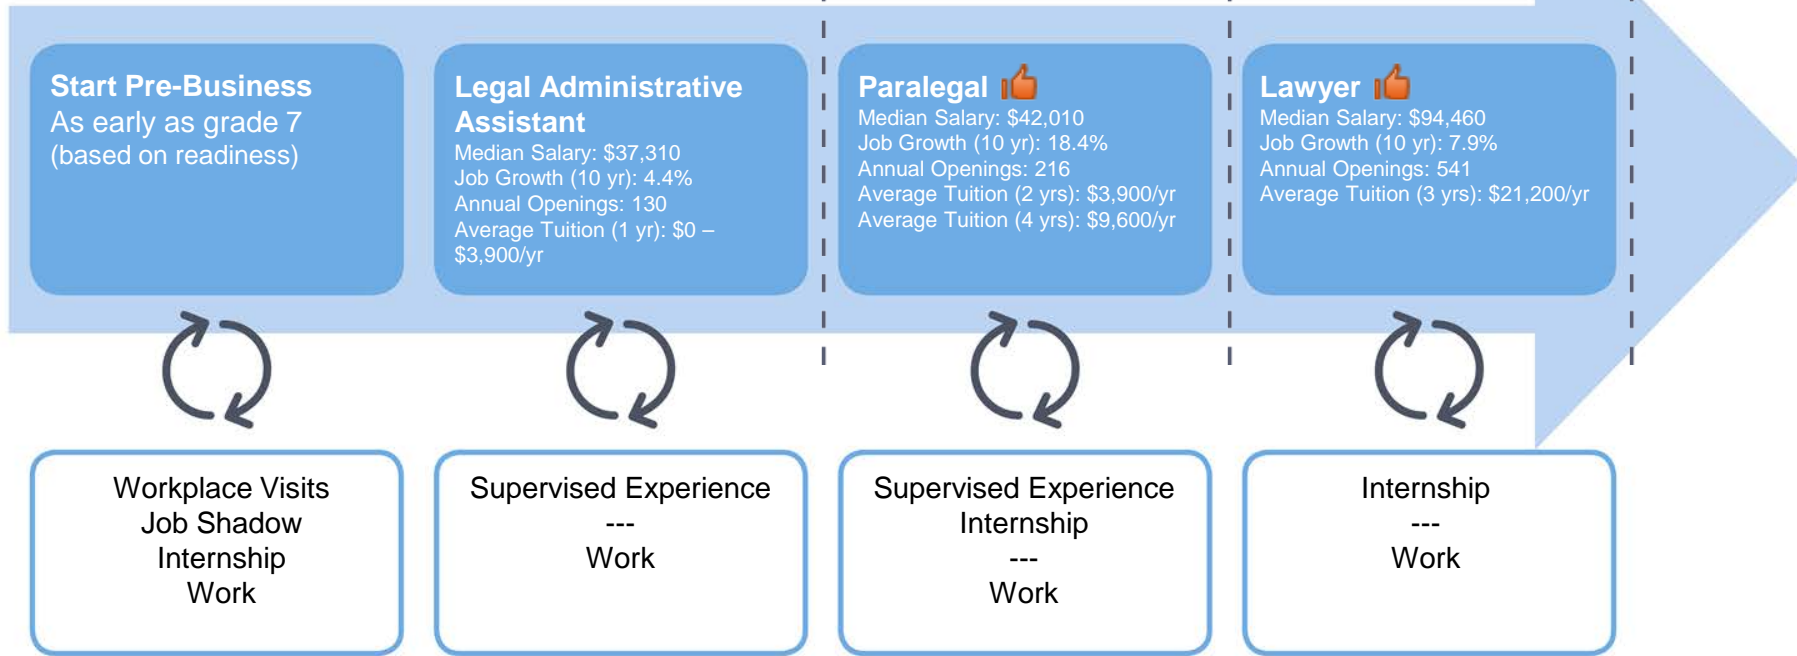 Start Pre-Business
As early as grade 7
(based on readiness)
Legal Administrative
Assistant
Median Salary: $37,310
Job Growth (10 yr): 4.4%
Annual Openings: 130
Average Tuition (1 yr): $0 –
$3,900/yr
Paralegal
Median Salary: $42,010
Job Growth (10 yr): 18.4%
Annual Openings: 216
Average Tuition (2 yrs): $3,900/yr
Average Tuition (4 yrs): $9,600/yr
Lawyer
Median Salary: $94,460
Job Growth (10 yr): 7.9%
Annual Openings: 541
Average Tuition (3 yrs): $21,200/yr
Workplace Visits
Job Shadow
Internship
Work
Supervised Experience
---
Work
Supervised Experience
Internship
---
Work
Internship
---
Work